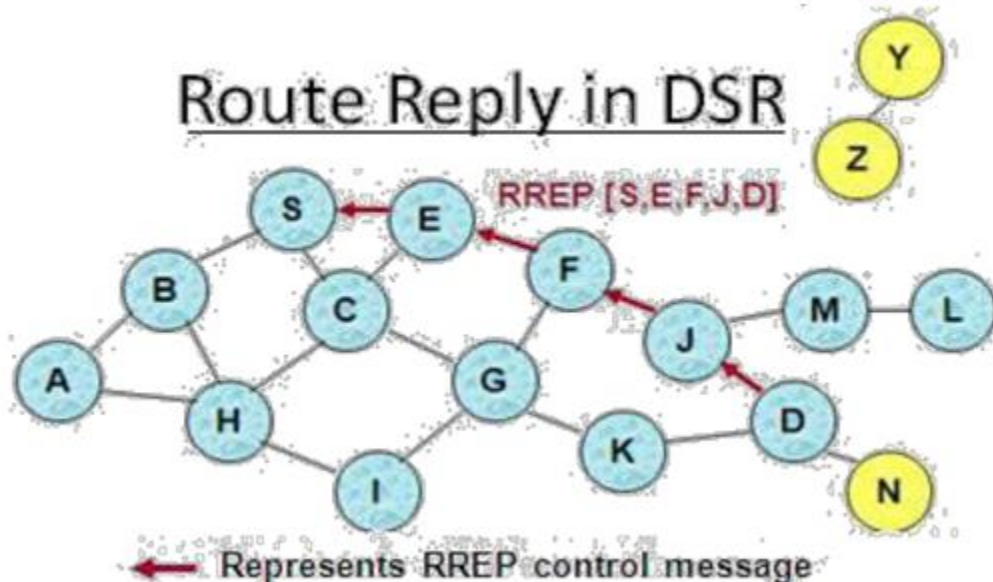 Y
Route Reply in DSR
Z
RREP [S,E,F,J,D]
S
E
B
F
C
M
L
J
A
G
H
D
K
I
N
Represents RREP control message